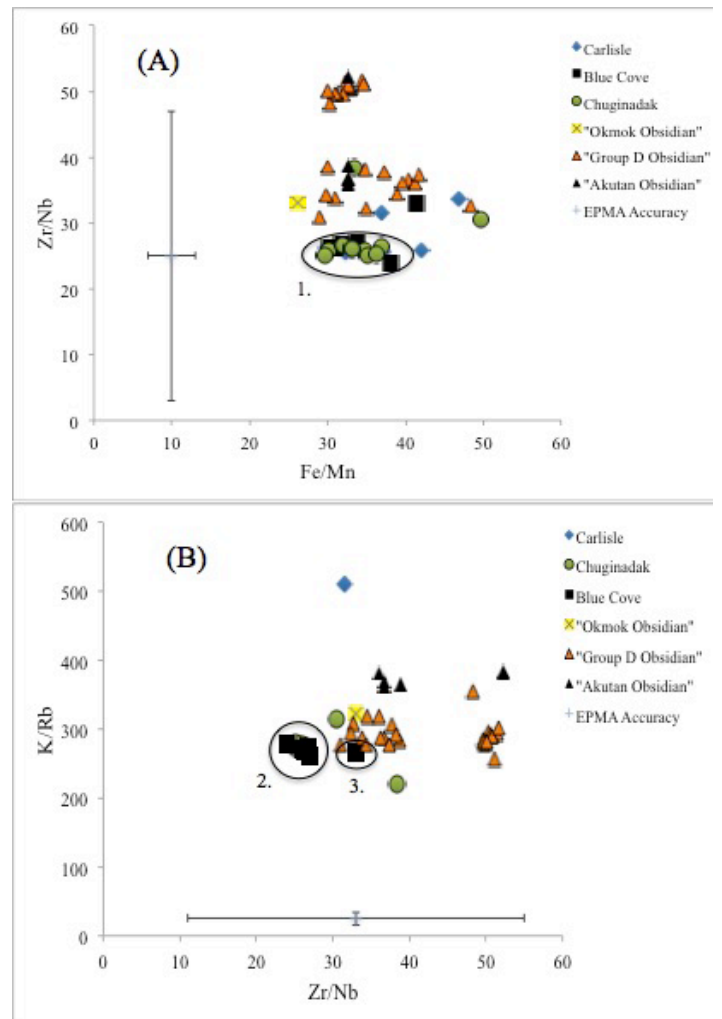 (A)
60
50
40
30
20
10
0
Zr/Nb
0 10 20 30 40 50 60
Fe/Mn
1.
Carlisle
Blue Cove
Chuginadak
"Okmok Obsidian"
"Group D Obsidian"
"Akutan Obsidian"
EPMA Accuracy
(B)
600
500
400
300
200
100
0
K/Rb
2.
3.
0 10 20 30 40 50 60
Zr/Nb
Carlisle
Chuginadak
Blue Cove
"Okmok Obsidian"
"Group D Obsidian"
"Akutan Obsidian"
EPMA Accuracy